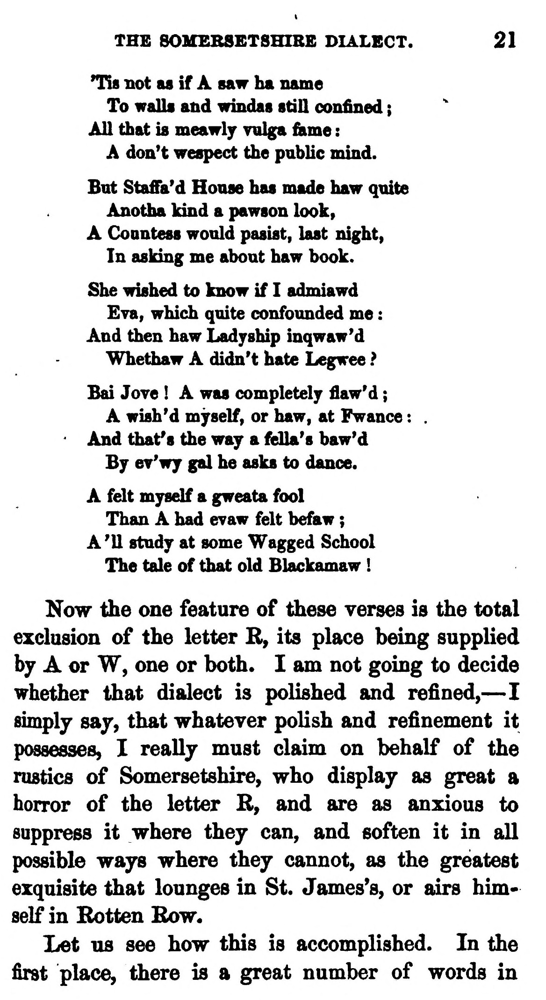 THE SOMERSETSHIRE DIALECT. 21
'Tis not as if A saw ha name
To walls and windas still confined;
All that is meawly vulga fame:
A don't wespect the public mind.
But Staffa'd House has made haw quite
Anotha kind a pawson look,
A Countess would pasist, last night,
In asking me about haw book.
She wished to know if I admiawd
Eva, which quite confounded me:
And then haw Ladyship inqwaw'd
Whethaw A didn't hate Legwee?
Bai Jove! A was completely flaw'd;
A wish'd myself, or haw, at Fwance:
And that's the way a fella's baw'd
By ev'wy gal he asks to dance.
A felt myself a gweata fool
Than A had evaw felt befaw;
A'll study at some Wagged School
The tale of that old Blackamaw!
Now the one feature of these verses is the total
exclusion of the letter R, its place being supplied
by A or W, one or both. I am not going to decide
whether that dialect is polished and refined,—I
simply say, that whatever polish and refinement it
possesses, I really must claim on behalf of the
rustics of Somersetshire, who display as great a
horror of the letter R, and are as anxious to
suppress it where they can, and soften it in all
possible ways where they cannot, as the greatest
exquisite that lounges in St. James's, or airs him-
self in Rotten Row.
Let us see how this is accomplished. In the
first place, there is a great number of words in